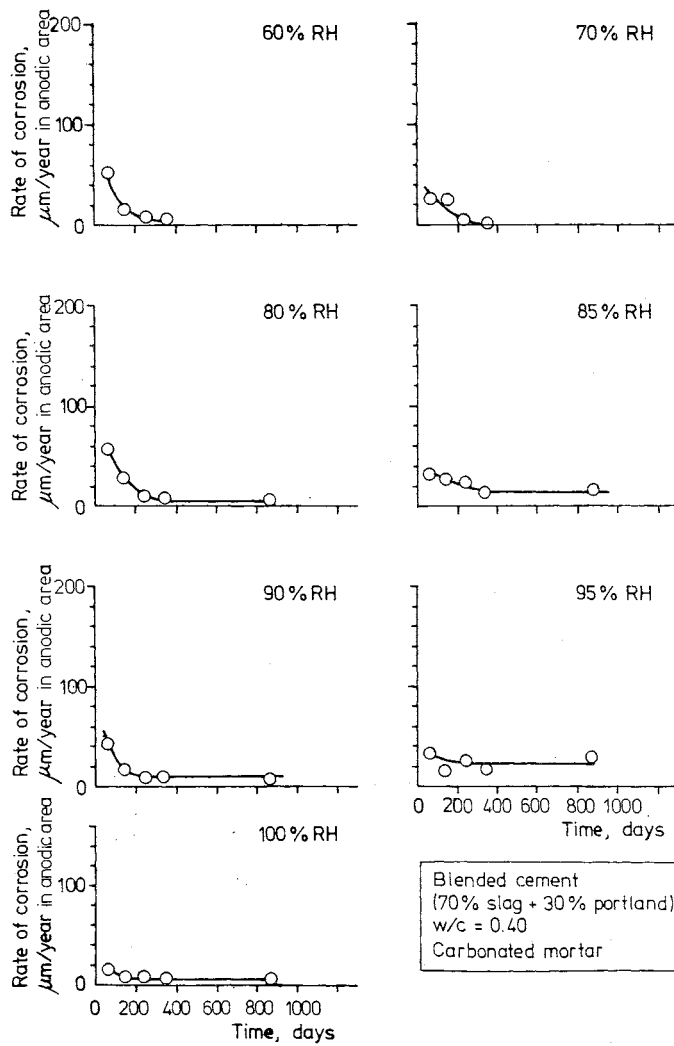 200
60% RH
Rate of corrosion,
μm/year in anodic area
100
0
70% RH
200
80% RH
Rate of corrosion,
μm/year in anodic area
100
0
85% RH
200
90% RH
Rate of corrosion,
μm/year in anodic area
100
0
95% RH
0 200 400 600 800 1000
Time, days
100% RH
Rate of corrosion,
μm/year in anodic area
100
0
0 200 400 600 800 1000
Time, days
Blended cement
(70% slag + 30% portland)
w/c = 0.40
Carbonated mortar